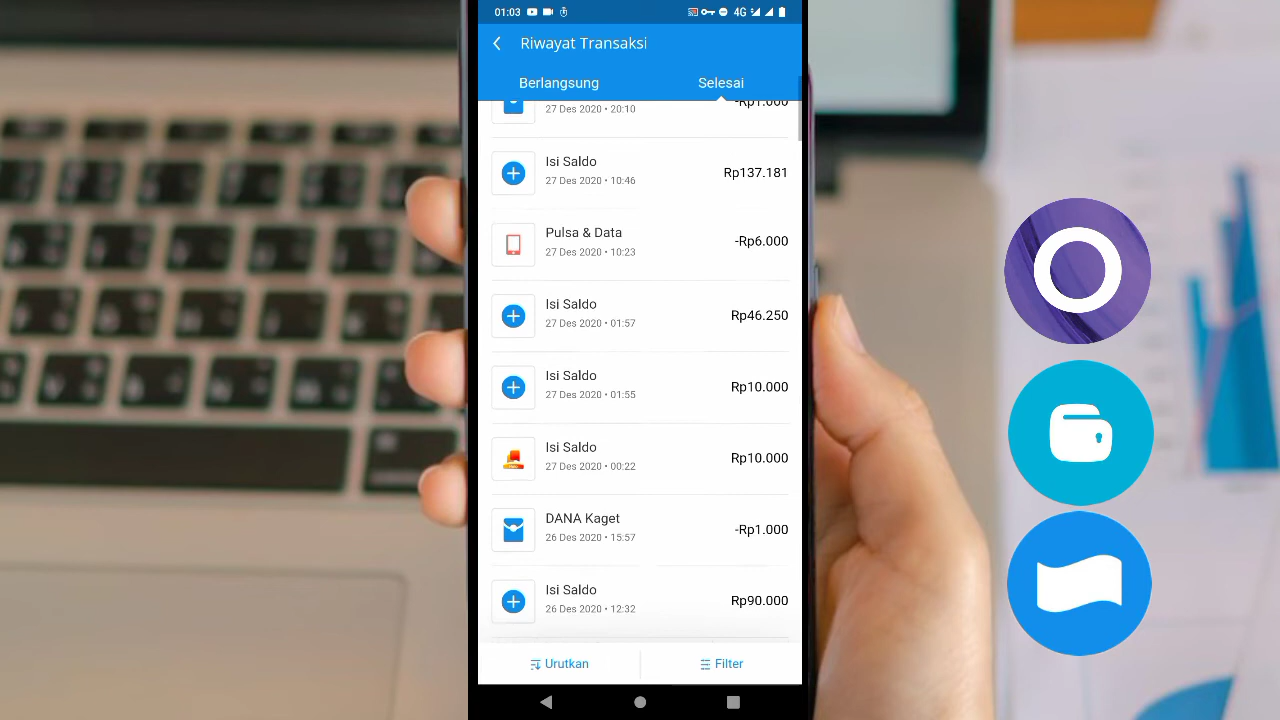 01:03
4G
Riwayat Transaksi
Berlangsung
Selesai
27 Des 2020 • 20:10
-Rp1.000
Isi Saldo
27 Des 2020 • 10:46
Rp137.181
Pulsa & Data
27 Des 2020 • 10:23
-Rp6.000
Isi Saldo
27 Des 2020 • 01:57
Rp46.250
Isi Saldo
27 Des 2020 • 01:55
Rp10.000
Isi Saldo
27 Des 2020 • 00:22
Rp10.000
DANA Kaget
26 Des 2020 • 15:57
-Rp1.000
Isi Saldo
26 Des 2020 • 12:32
Rp90.000
Urutkan
Filter